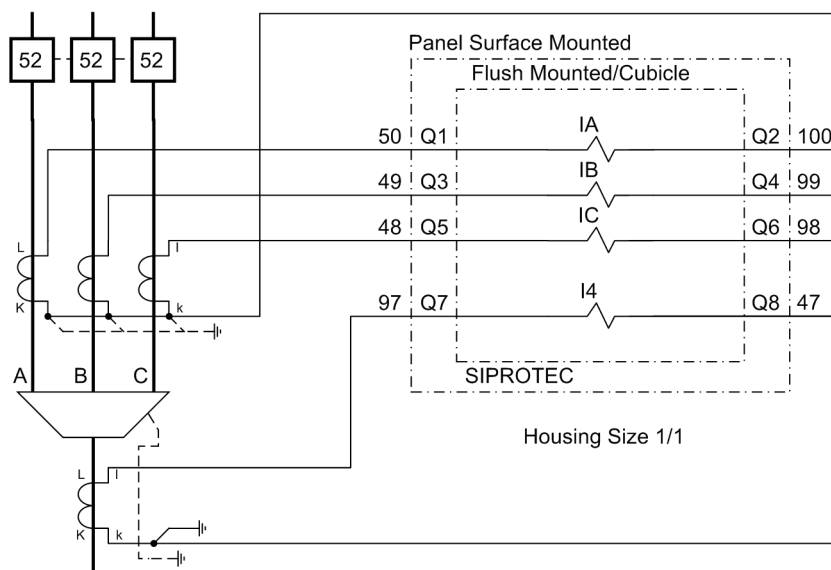 52 52 52
Panel Surface Mounted
Flush Mounted/Cubicle
50 Q1 IA Q2 100
49 Q3 IB Q4 99
48 Q5 IC Q6 98
L l
K k
97 Q7 I4 Q8 47
A B C
SIPROTEC
Housing Size 1/1
L l
K k